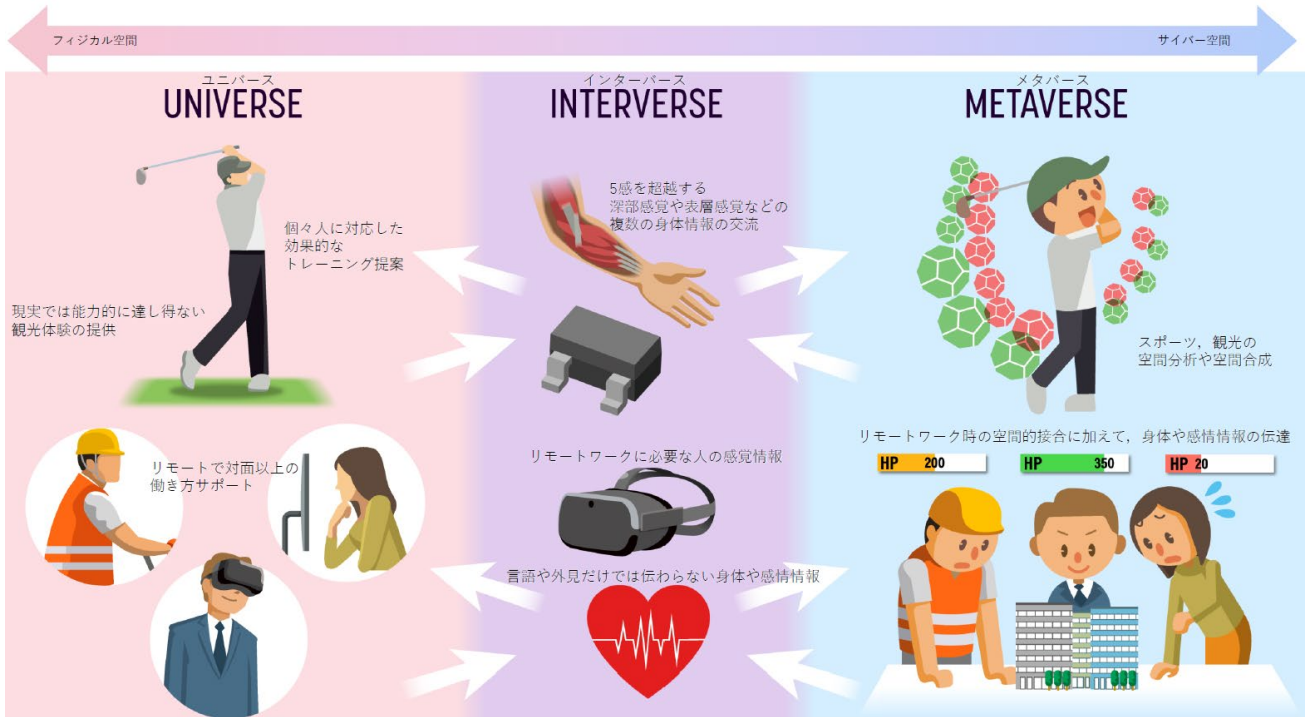 フィジカル空間
サイバー空間
ユニバース
UNIVERSE
インターバース
INTERVERSE
メタバース
METAVERSE
個々人に対応した
効果的な
トレーニング提案
現実では能力的に達し得ない
観光体験の提供
リモートで対面以上の
働き方サポート
5感を超越する
深部感覚や表層感覚などの
複数の身体情報の交流
リモートワークに必要な人の感覚情報
言語や外見だけでは伝わらない身体や感情情報
スポーツ，観光の
空間分析や空間合成
リモートワーク時の空間的接合に加えて，身体や感情情報の伝達
HP 200
HP 350
HP 20